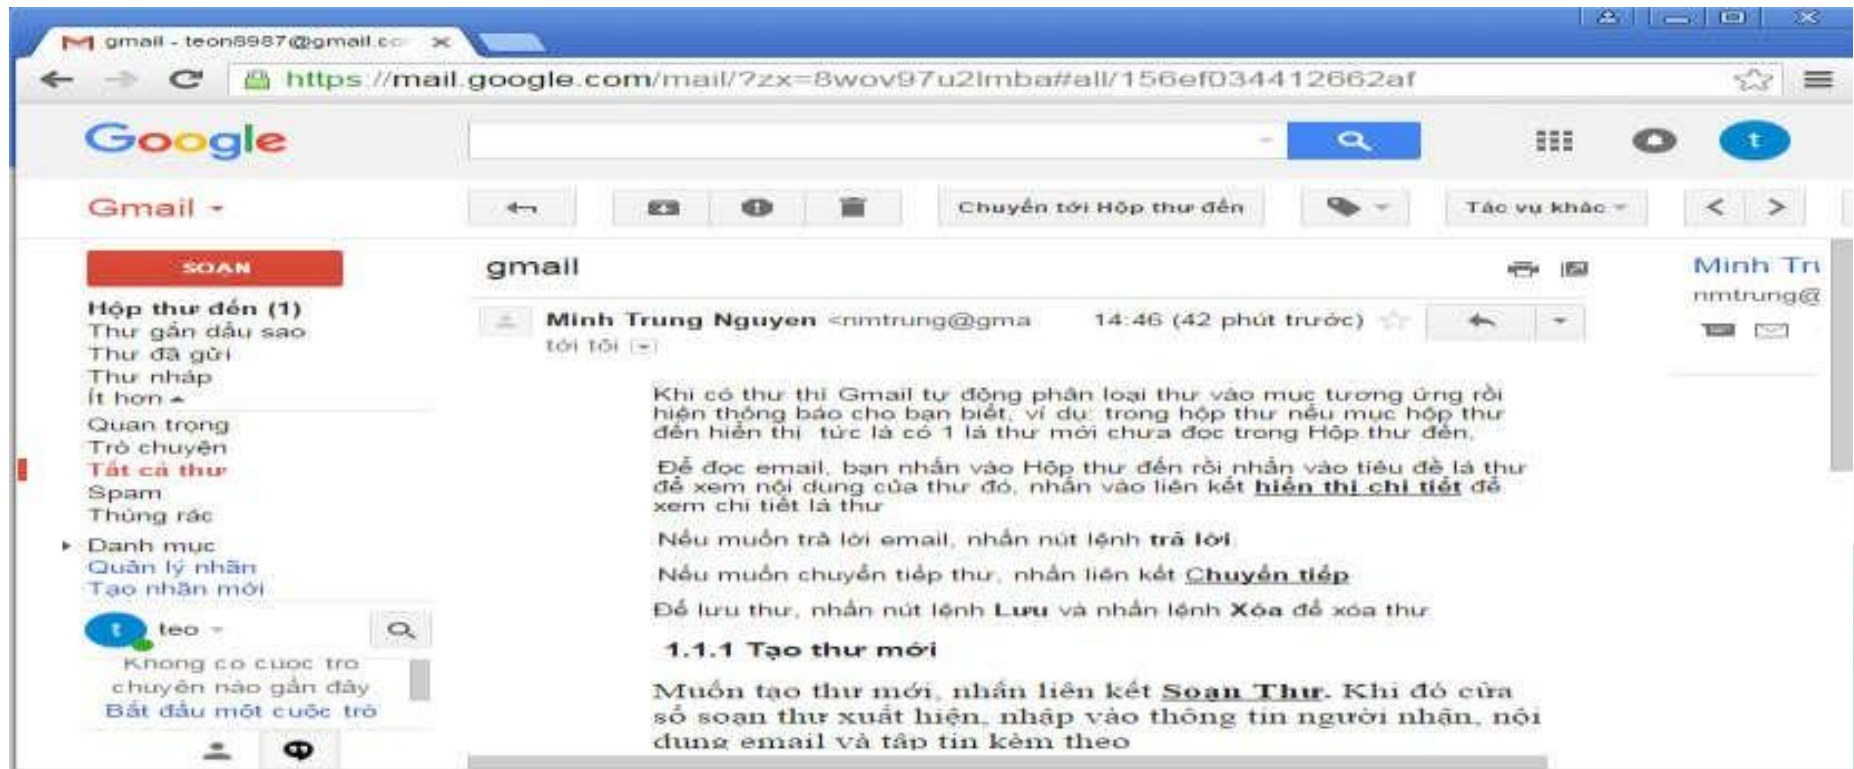 gmail - teon8987@gmail.co
https://mail.google.com/mail/?zx=8wov97u2lmba#all/156ef034412662af
Google
t
Gmail
Chuyển tới Hộp thư đến
Tác vụ khác
SOẠN
gmail
Minh Tru
nmtrung@
Hộp thư đến (1)
Thư gắn dấu sao
Thư đã gửi
Thư nháp
Ít hơn
Quan trọng
Trò chuyện
Tất cả thư
Spam
Thùng rác
Danh mục
Quản lý nhãn
Tạo nhãn mới
t teo
Không có cuộc trò
chuyện nào gần đây
Bắt đầu một cuộc trò
Minh Trung Nguyen <nmtrung@gma 14:46 (42 phút trước)
tới tôi
Khi có thư thì Gmail tự động phân loại thư vào mục tương ứng rồi
hiện thông báo cho bạn biết, ví dụ: trong hộp thư nếu mục hộp thư
đến hiển thị tức là có 1 lá thư mới chưa đọc trong Hộp thư đến,
Để đọc email, bạn nhấn vào Hộp thư đến rồi nhấn vào tiêu đề lá thư
để xem nội dung của thư đó, nhấn vào liên kết hiển thị chi tiết để
xem chi tiết lá thư
Nếu muốn trả lời email, nhấn nút lệnh trả lời.
Nếu muốn chuyển tiếp thư, nhấn liên kết Chuyển tiếp
Để lưu thư, nhấn nút lệnh Lưu và nhấn lệnh Xóa để xóa thư
1.1.1 Tạo thư mới
Muốn tạo thư mới, nhấn liên kết Soạn Thư. Khi đó cửa
sổ soạn thư xuất hiện, nhập vào thông tin người nhận, nội
dung email và tập tin kèm theo